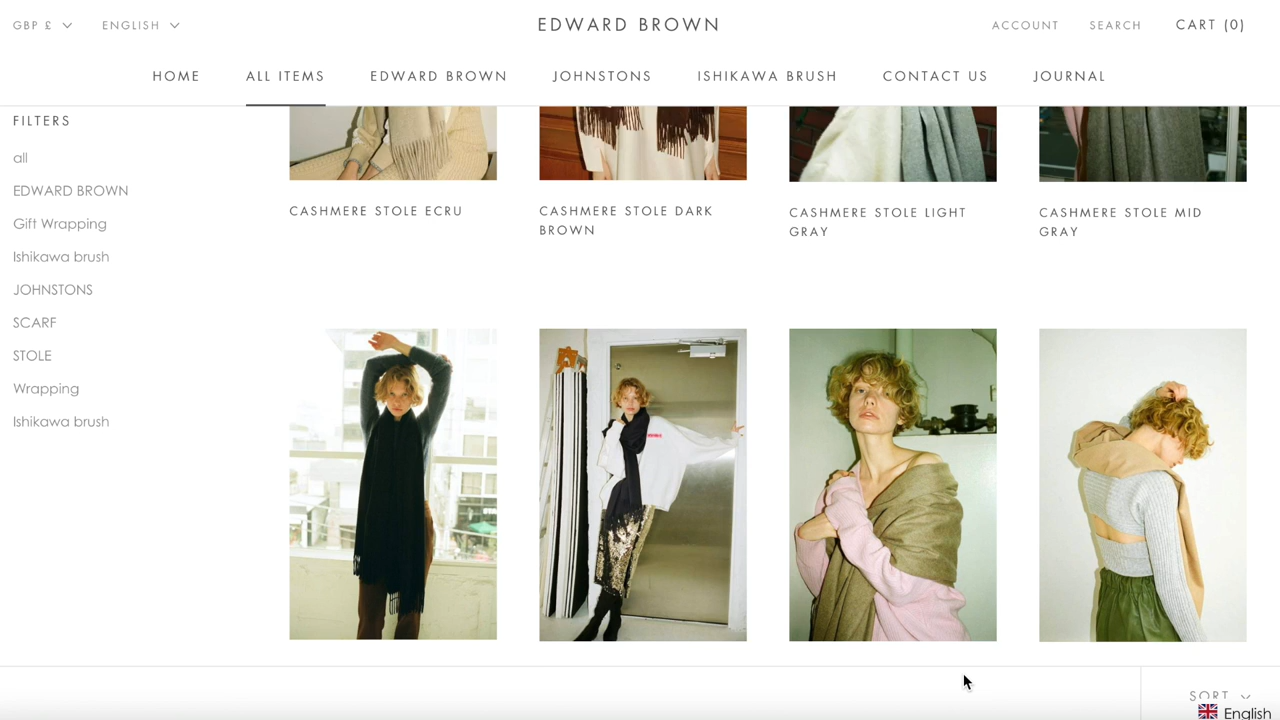 GBP £
ENGLISH
EDWARD BROWN
ACCOUNT
SEARCH
CART (0)
HOME
ALL ITEMS
EDWARD BROWN
JOHNSTONS
ISHIKAWA BRUSH
CONTACT US
JOURNAL
FILTERS
all
EDWARD BROWN
Gift Wrapping
Ishikawa brush
JOHNSTONS
SCARF
STOLE
Wrapping
Ishikawa brush
CASHMERE STOLE ECRU
CASHMERE STOLE DARK
BROWN
CASHMERE STOLE LIGHT
GRAY
CASHMERE STOLE MID
GRAY
SORT
English